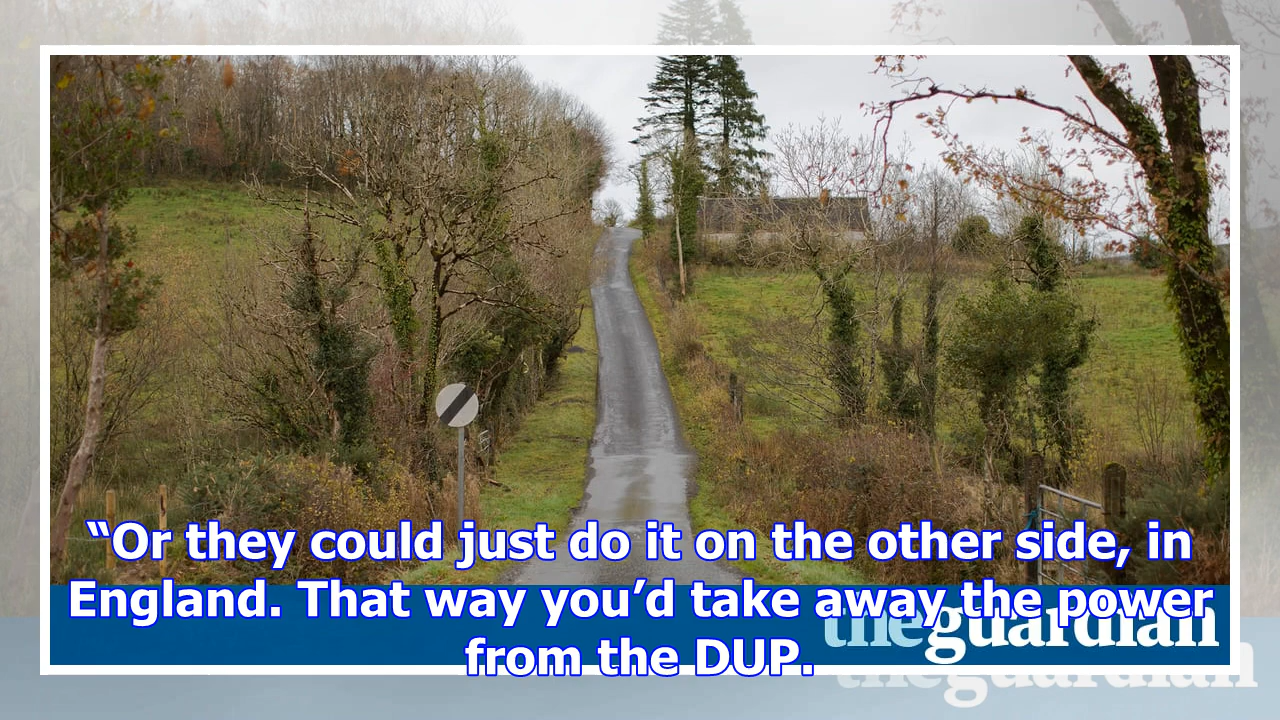 “Or they could just do it on the other side, in
England. That way you’d take away the power
from the DUP.
theguardian
theguardian